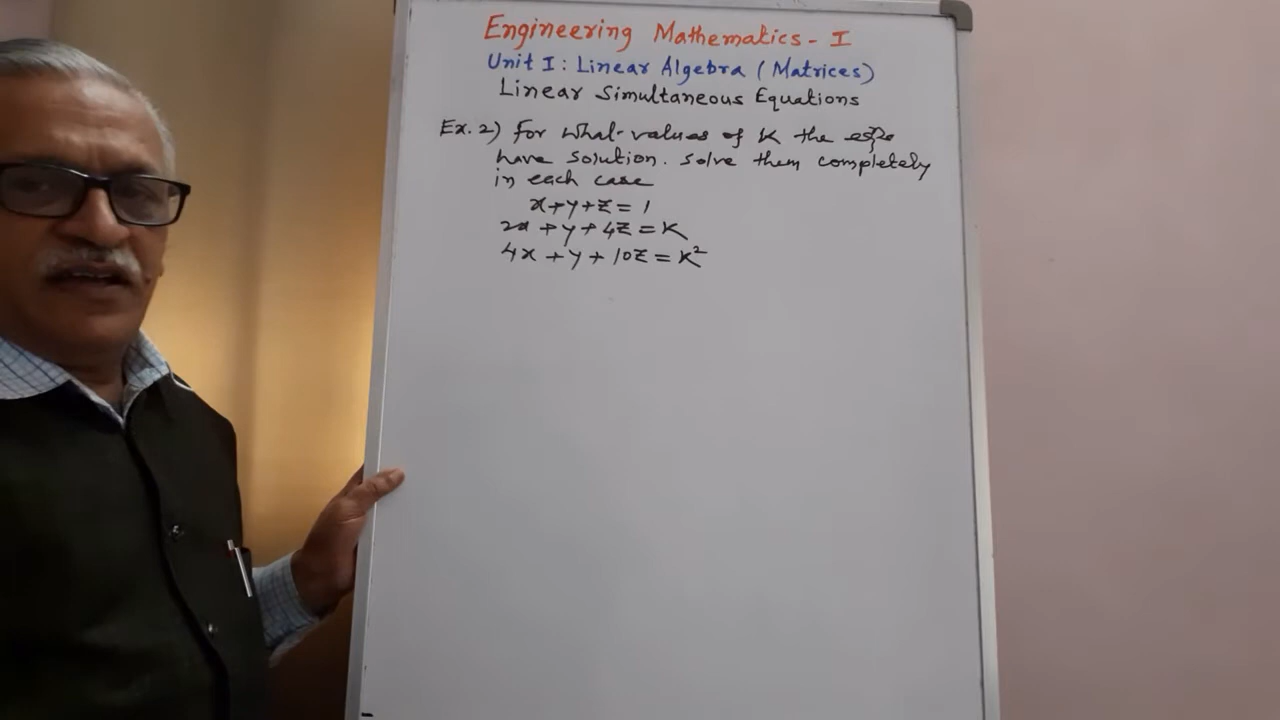 Engineering Mathematics - I
Unit I : Linear Algebra (Matrices)
Linear Simultaneous Equations
Ex. 2) For what values of K the
have solution. Solve them completely
in each case
x+y+z=1
2x+y+4z=K
4x+y+10z=K²